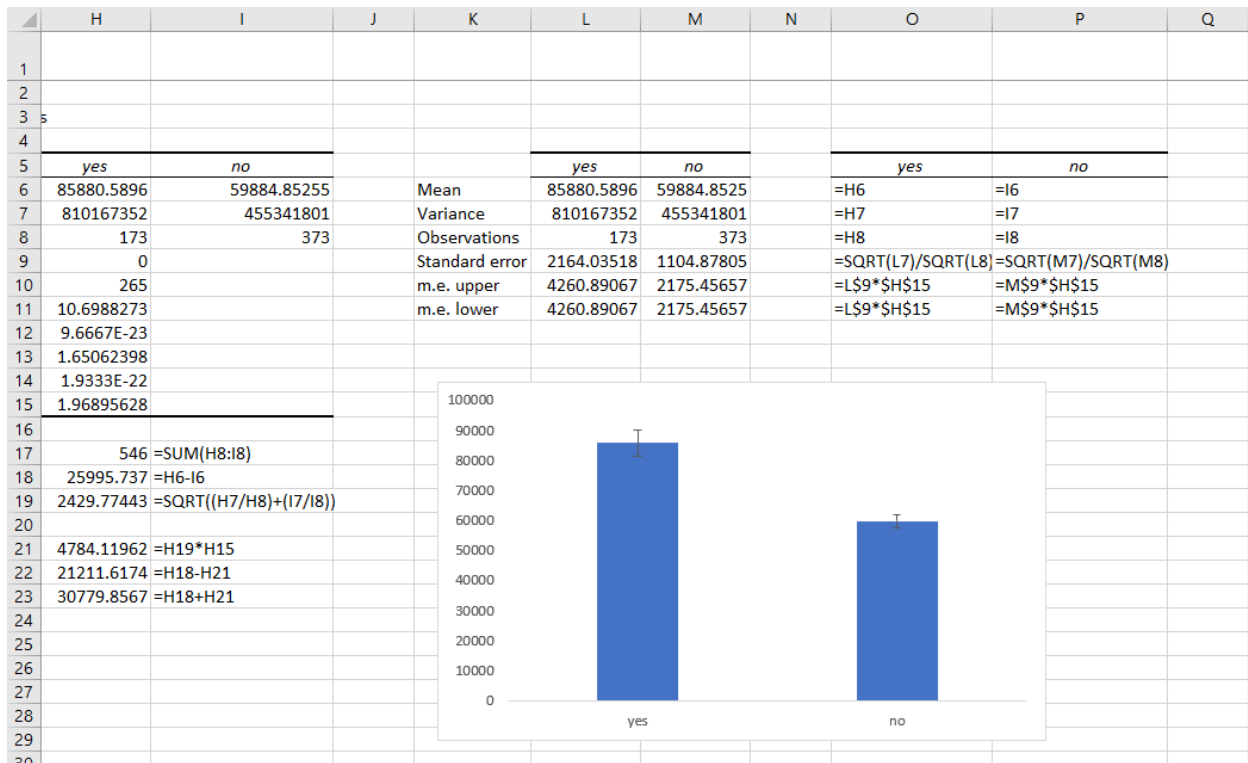 H I J K L M N O P Q
1
2
3 s
4
5 yes no yes no yes no
6 85880.5896 59884.85255 Mean 85880.5896 59884.8525 =H6 =I6
7 810167352 455341801 Variance 810167352 455341801 =H7 =I7
8 173 373 Observations 173 373 =H8 =I8
9 0 Standard error 2164.03518 1104.87805 =SQRT(L7)/SQRT(L8) =SQRT(M7)/SQRT(M8)
10 265 m.e. upper 4260.89067 2175.45657 =L$9*$H$15 =M$9*$H$15
11 10.6988273 m.e. lower 4260.89067 2175.45657 =L$9*$H$15 =M$9*$H$15
12 9.6667E-23
13 1.65062398
14 1.9333E-22
15 1.96895628
16
17 546 =SUM(H8:I8)
18 25995.737 =H6-I6
19 2429.77443 =SQRT((H7/H8)+(I7/I8))
20
21 4784.11962 =H19*H15
22 21211.6174 =H18-H21
23 30779.8567 =H18+H21
24
25
26
27
28
29
30
100000
90000
80000
70000
60000
50000
40000
30000
20000
10000
0
yes no